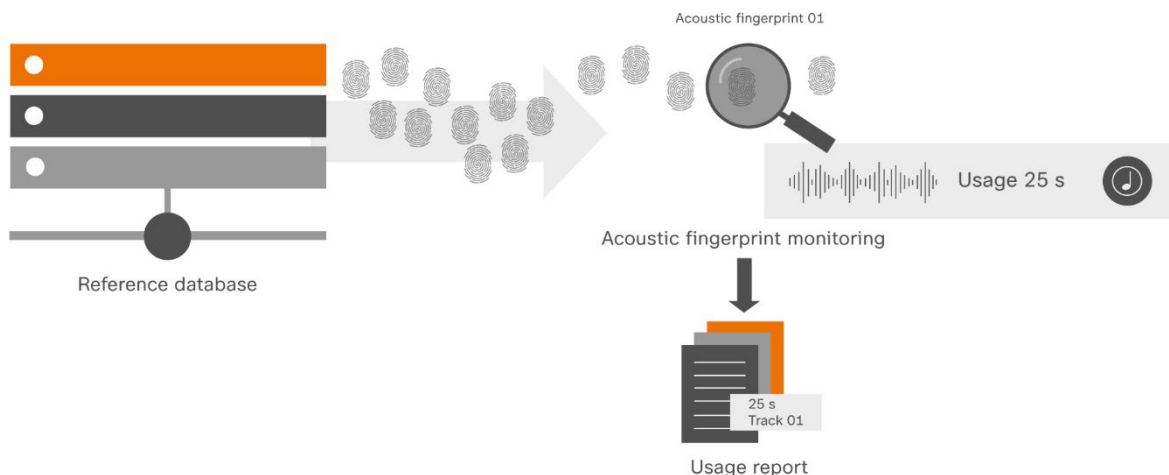 Acoustic fingerprint 01
Usage 25 s
Acoustic fingerprint monitoring
Reference database
25 s
Track 01
Usage report